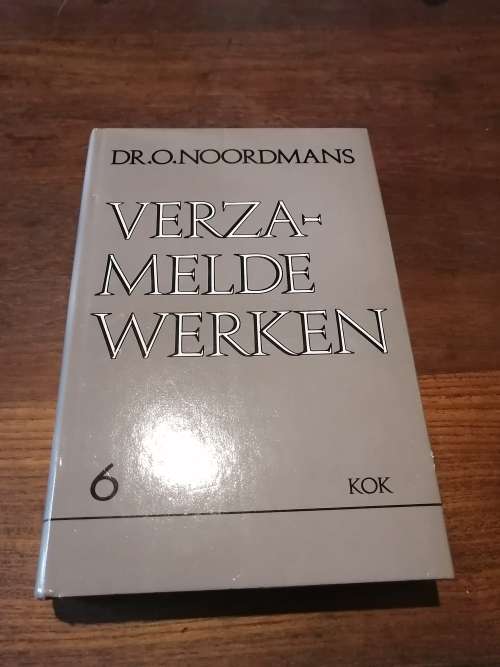 DR.O.NOORDMANS
VERZA-
MELDE
WERKEN
6 KOK